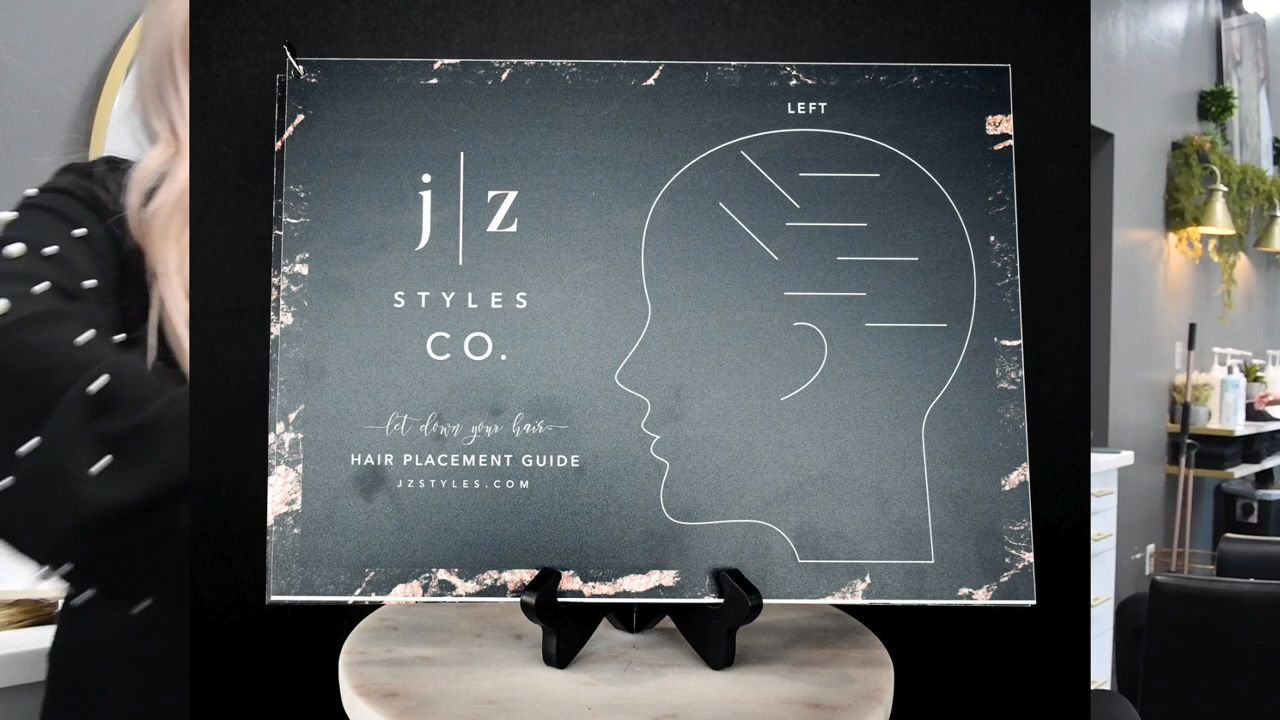 j|z
STYLES
CO.
let down your hair
HAIR PLACEMENT GUIDE
JZSTYLES.COM
LEFT